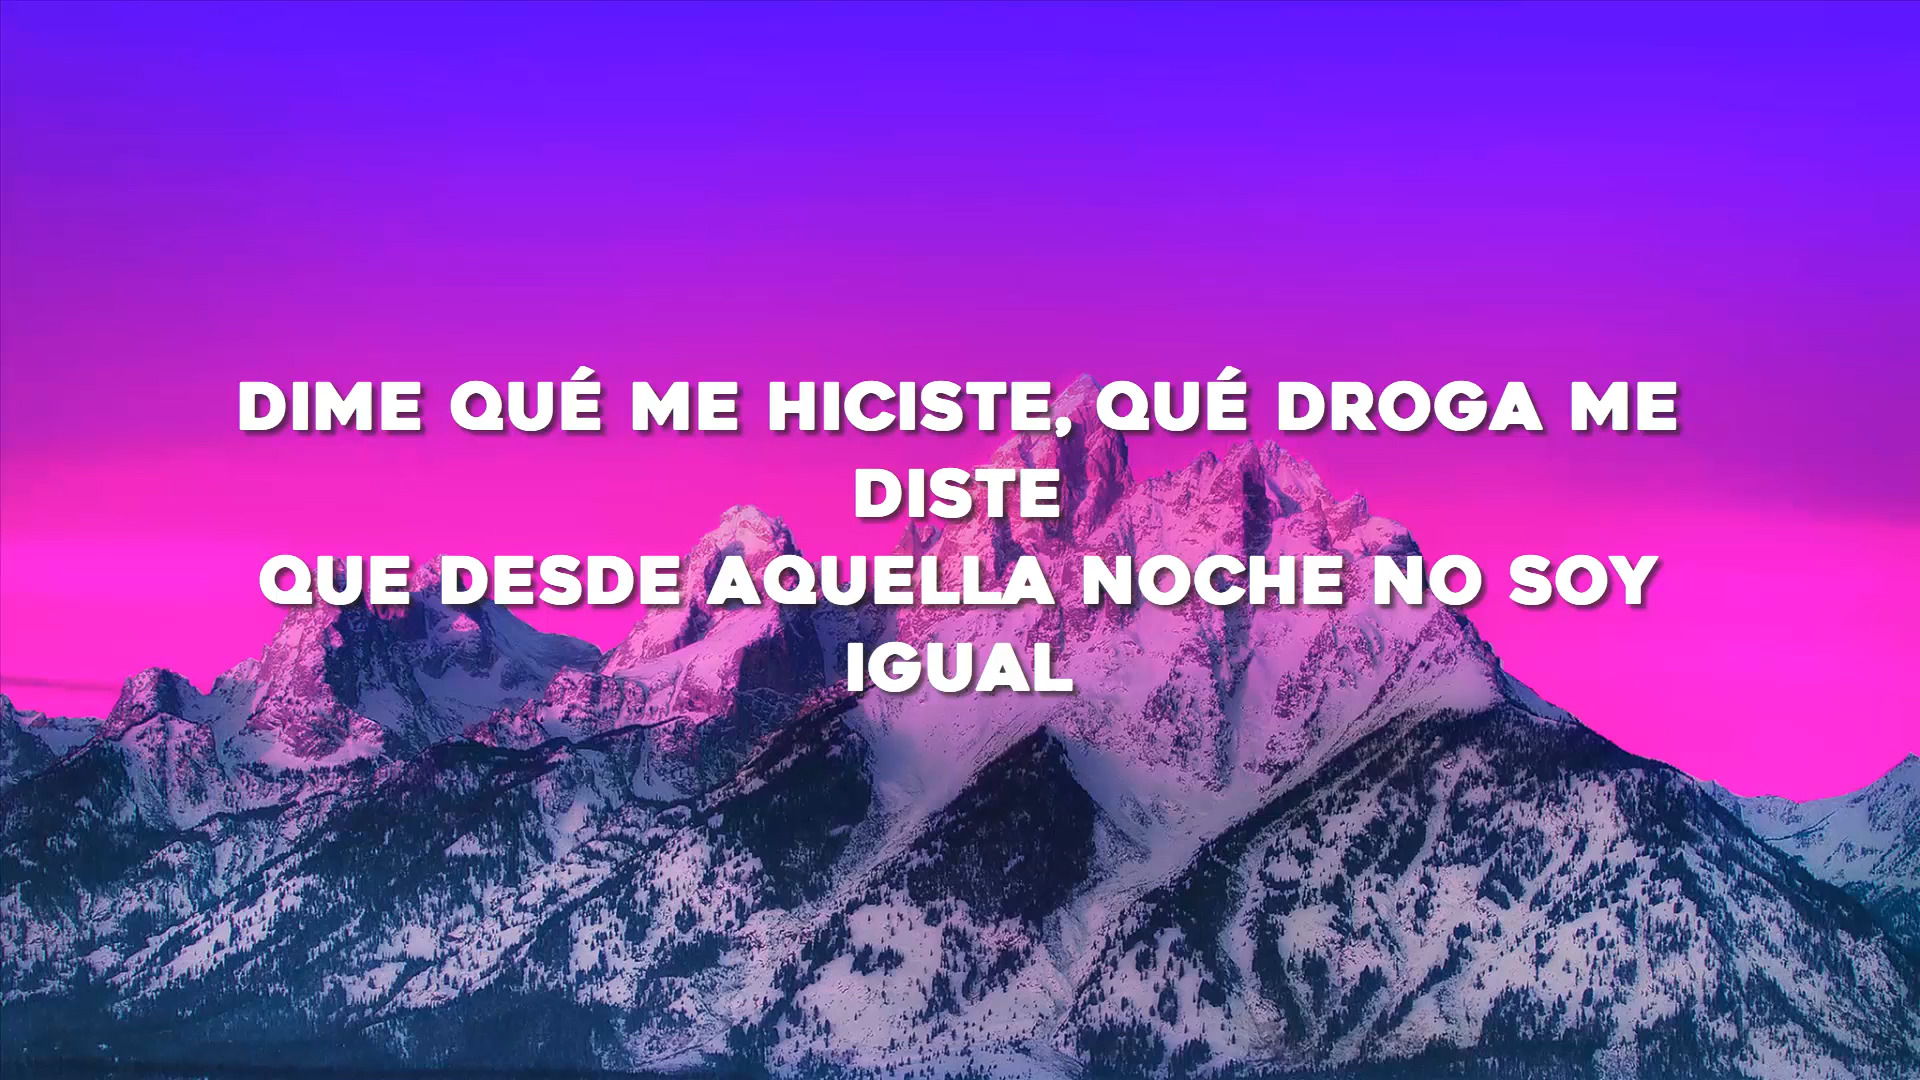 DIME QUÉ ME HICISTE, QUÉ DROGA ME
DISTE
QUE DESDE AQUELLA NOCHE NO SOY
IGUAL